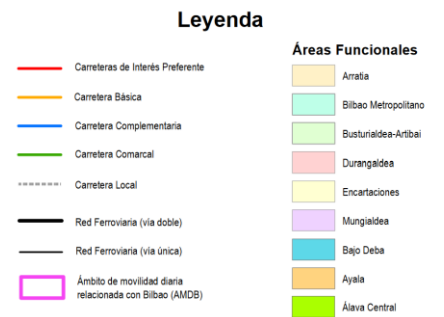 Leyenda
Carreteras de Interés Preferente
Carretera Básica
Carretera Complementaria
Carretera Comarcal
Carretera Local
Red Ferroviaria (vía doble)
Red Ferroviaria (vía única)
Ámbito de movilidad diaria
relacionada con Bilbao (AMDB)
Áreas Funcionales
Arratia
Bilbao Metropolitano
Busturialdea-Artibai
Durangaldea
Encartaciones
Mungialdea
Bajo Deba
Ayala
Álava Central